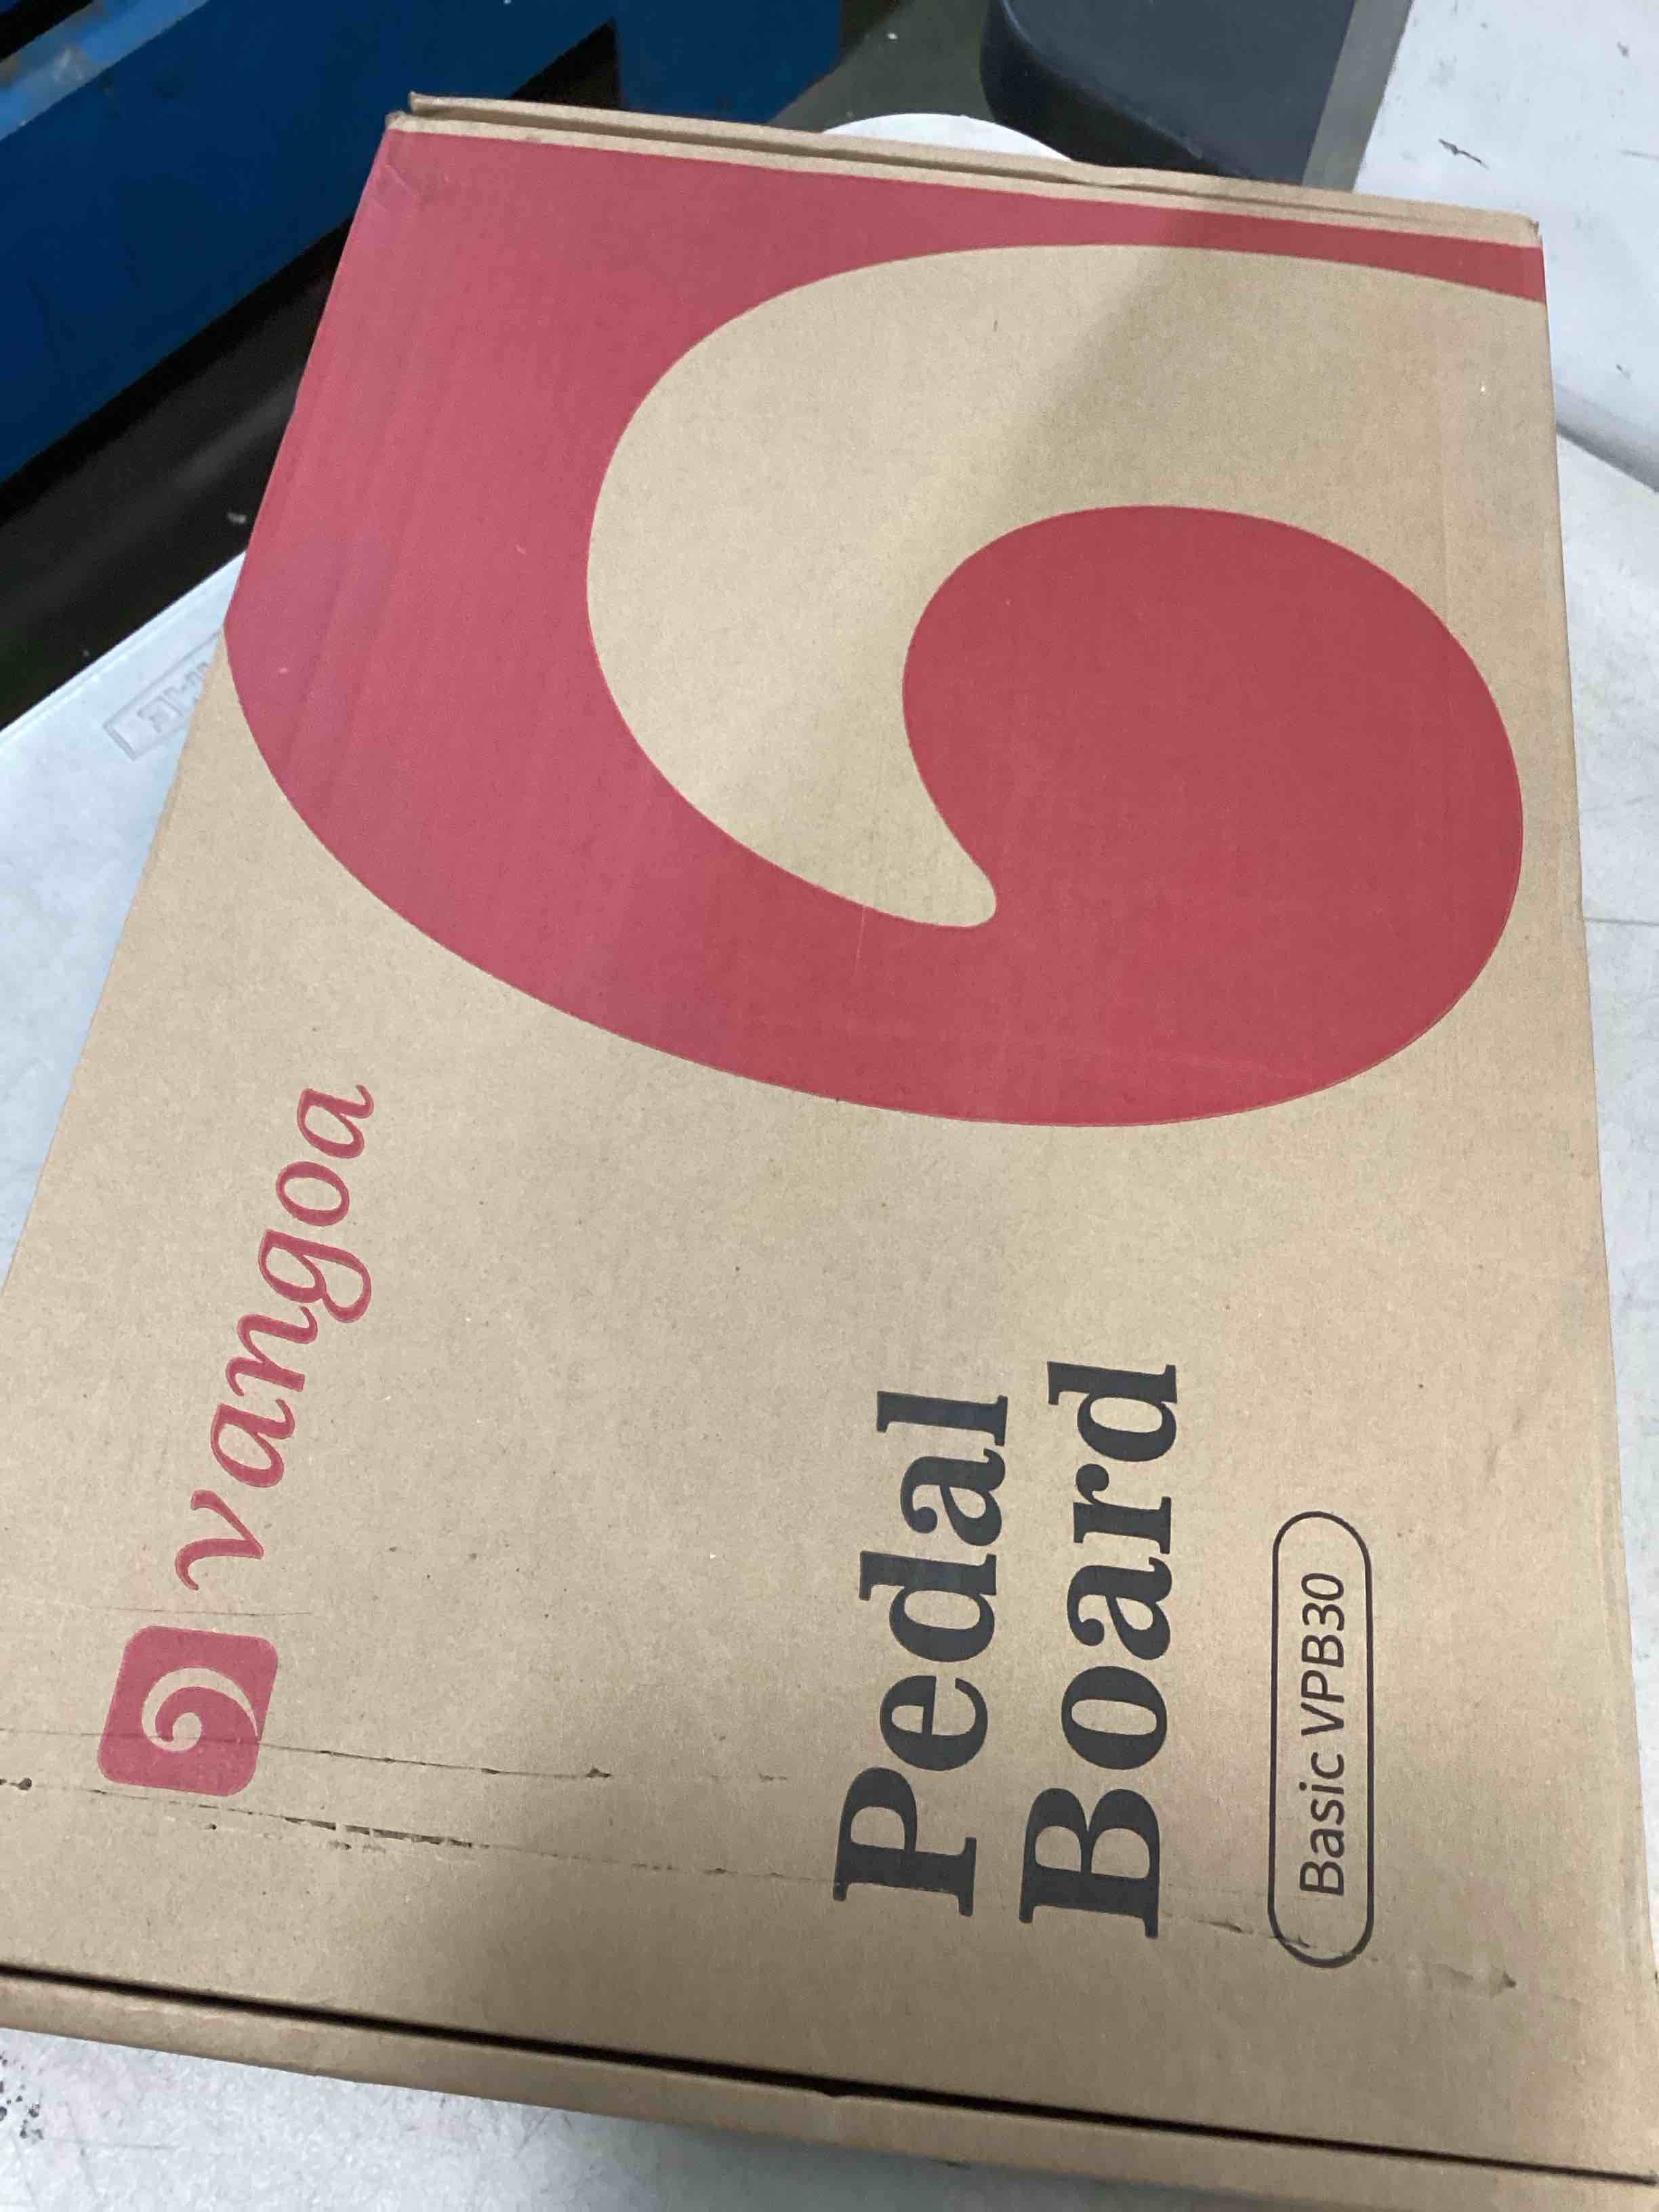 vangoa
Pedal
Board
Basic VPB30